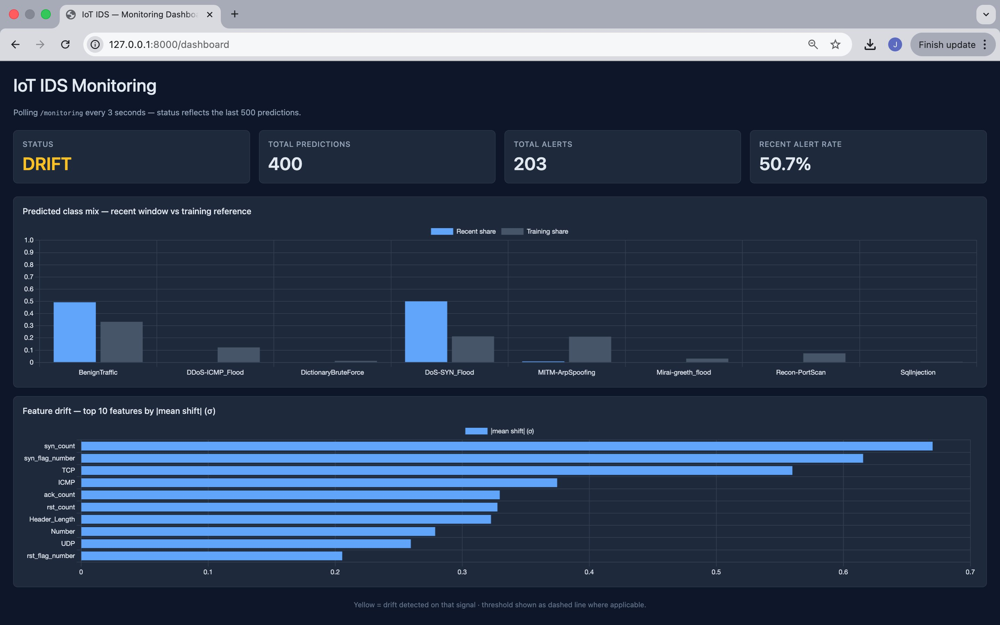 IoT IDS — Monitoring Dashboa
127.0.0.1:8000/dashboard
J
Finish update
IoT IDS Monitoring
Polling /monitoring every 3 seconds — status reflects the last 500 predictions.
STATUS
DRIFT
TOTAL PREDICTIONS
400
TOTAL ALERTS
203
RECENT ALERT RATE
50.7%
Predicted class mix — recent window vs training reference
Recent share
Training share
1.0
0.9
0.8
0.7
0.6
0.5
0.4
0.3
0.2
0.1
0
BenignTraffic
DDoS-ICMP_Flood
DictionaryBruteForce
DoS-SYN_Flood
MITM-ArpSpoofing
Mirai-greeth_flood
Recon-PortScan
SqlInjection
Feature drift — top 10 features by |mean shift| (σ)
|mean shift| (σ)
syn_count
syn_flag_number
TCP
ICMP
ack_count
rst_count
Header_Length
Number
UDP
rst_flag_number
0
0.1
0.2
0.3
0.4
0.5
0.6
0.7
Yellow = drift detected on that signal · threshold shown as dashed line where applicable.